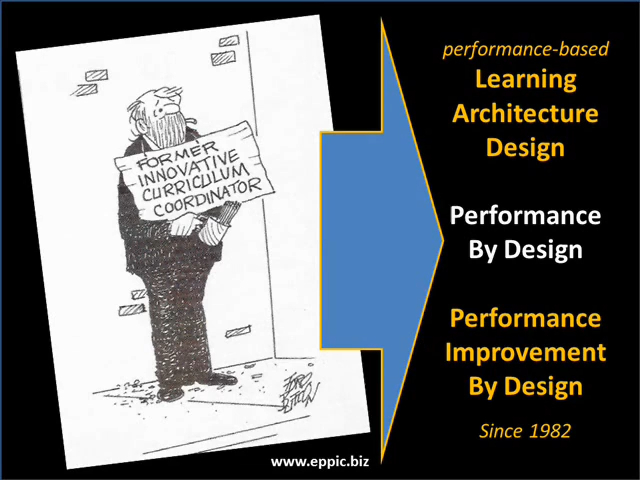 FORMER
INNOVATIVE
CURRICULUM
COORDINATOR
performance-based
Learning
Architecture
Design
Performance
By Design
Performance
Improvement
By Design
Since 1982
www.eppic.biz